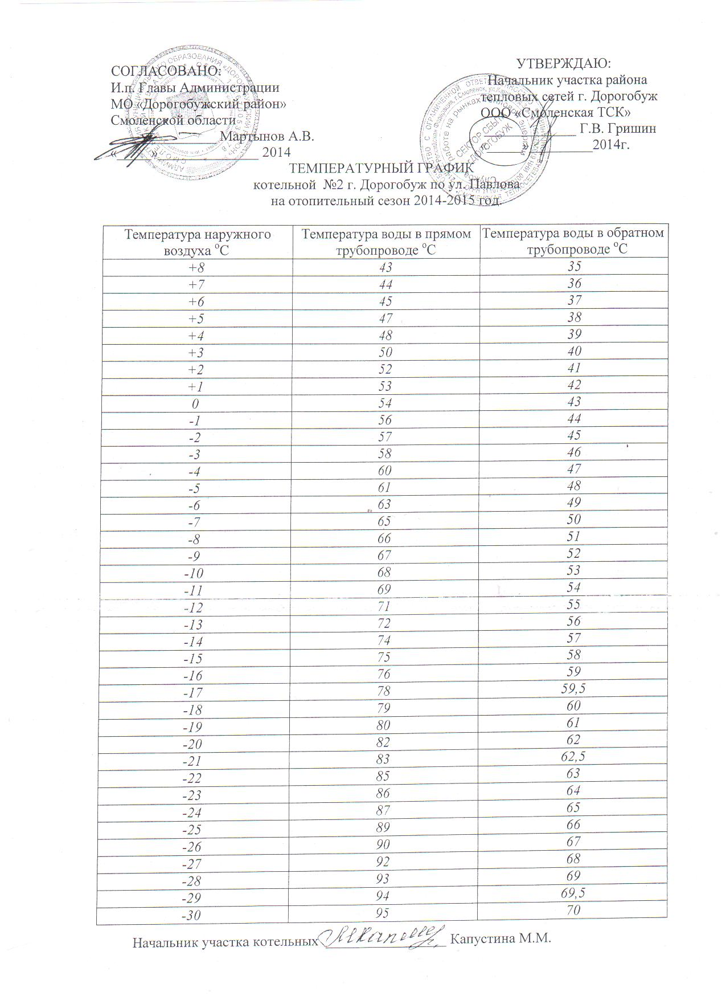 СОГЛАСОВАНО:
И.п. Главы Администрации
МО «Дорогобужский район»
Смоленской области
Мартынов А.В.
« » 2014
УТВЕРЖДАЮ:
Начальник участка района
тепловых сетей г. Дорогобуж
ООО «Смоленская ТСК»
Г.В. Гришин
« » 2014г.
ТЕМПЕРАТУРНЫЙ ГРАФИК
котельной №2 г. Дорогобуж по ул. Павлова
на отопительный сезон 2014-2015 год.
Температура наружного воздуха °С Температура воды в прямом трубопроводе °С Температура воды в обратном трубопроводе °С
+8 43 35
+7 44 36
+6 45 37
+5 47 38
+4 48 39
+3 50 40
+2 52 41
+1 53 42
0 54 43
-1 56 44
-2 57 45
-3 58 46
-4 60 47
-5 61 48
-6 63 49
-7 65 50
-8 66 51
-9 67 52
-10 68 53
-11 69 54
-12 71 55
-13 72 56
-14 74 57
-15 75 58
-16 76 59
-17 78 59,5
-18 79 60
-19 80 61
-20 82 62
-21 83 62,5
-22 85 63
-23 86 64
-24 87 65
-25 89 66
-26 90 67
-27 92 68
-28 93 69
-29 94 69,5
-30 95 70
Начальник участка котельных Капустина М.М.